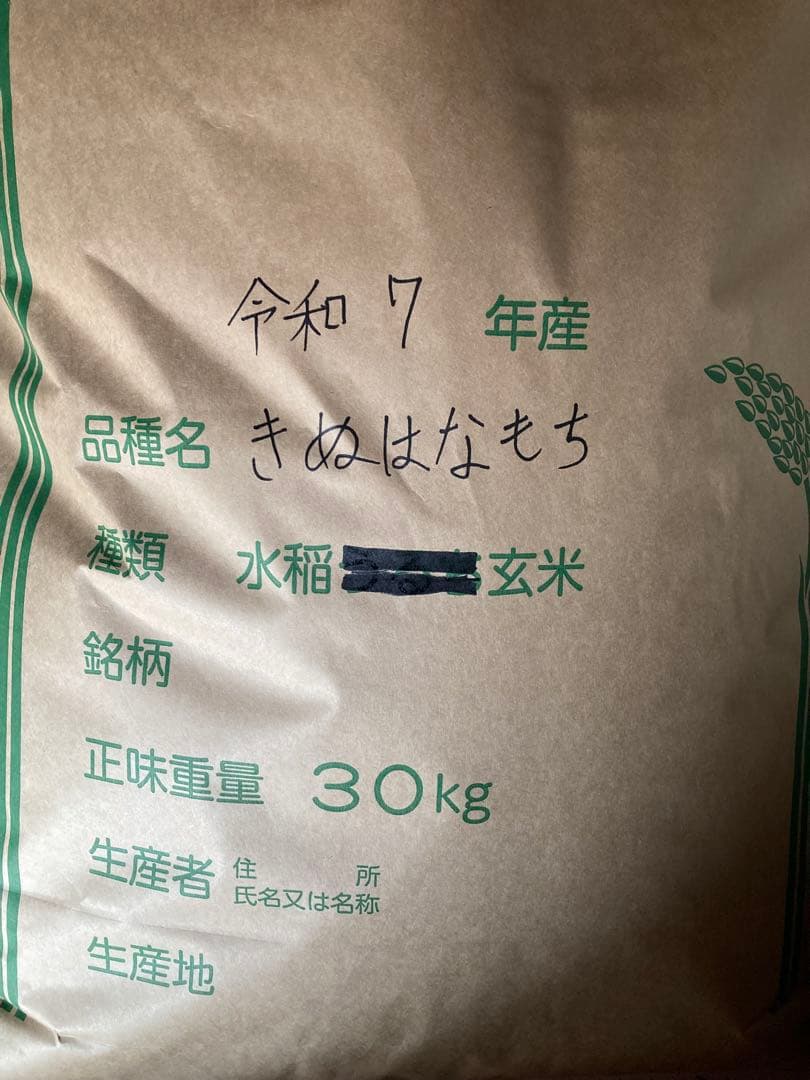 令和 7 年産
品種名 きぬはなもち
種類 水稲 玄米
銘柄
正味重量 30kg
生産者 住所
氏名又は名称
生産地